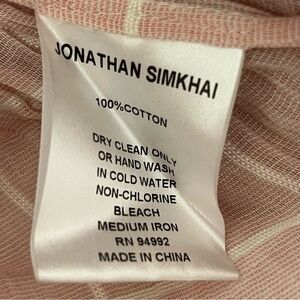 JONATHAN SIMKHAI
100%COTTON
DRY CLEAN ONLY
OR HAND WASH
IN COLD WATER
NON-CHLORINE
BLEACH
MEDIUM IRON
RN 94992
MADE IN CHINA